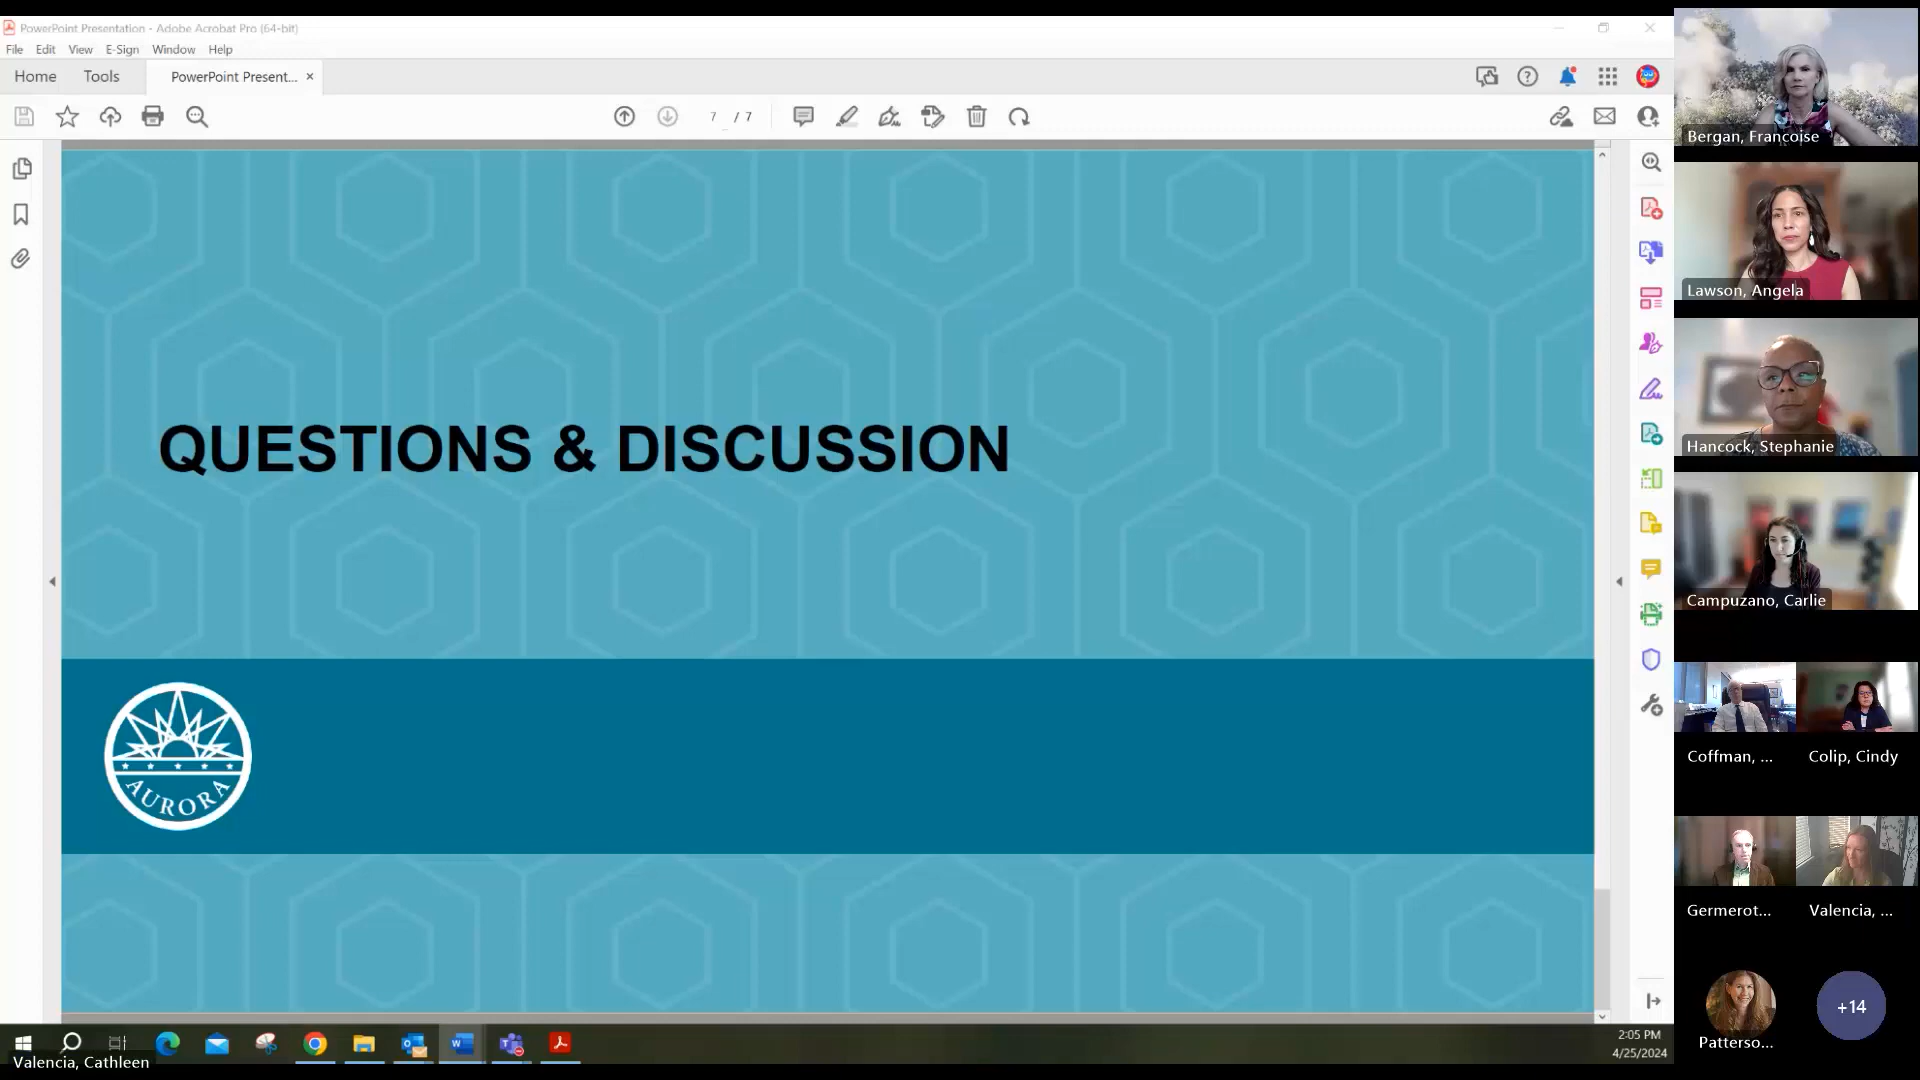 PowerPoint Presentation - Adobe Acrobat Pro (64-bit)
File Edit View E-Sign Window Help
Home Tools PowerPoint Present... ×
7 / 7
QUESTIONS & DISCUSSION
AURORA
Bergan, Francoise
Lawson, Angela
Hancock, Stephanie
Campuzano, Carlie
Coffman, ... Colip, Cindy
Germerot... Valencia, ...
Patterso... +14
2:05 PM
4/25/2024
Valencia, Cathleen